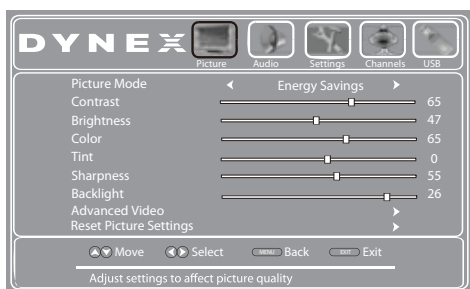 DYNEX
Picture Audio Settings Channels USB
Picture Mode Energy Savings
Contrast 65
Brightness 47
Color 65
Tint 0
Sharpness 55
Backlight 26
Advanced Video
Reset Picture Settings
Move Select MENU Back EXIT Exit
Adjust settings to affect picture quality